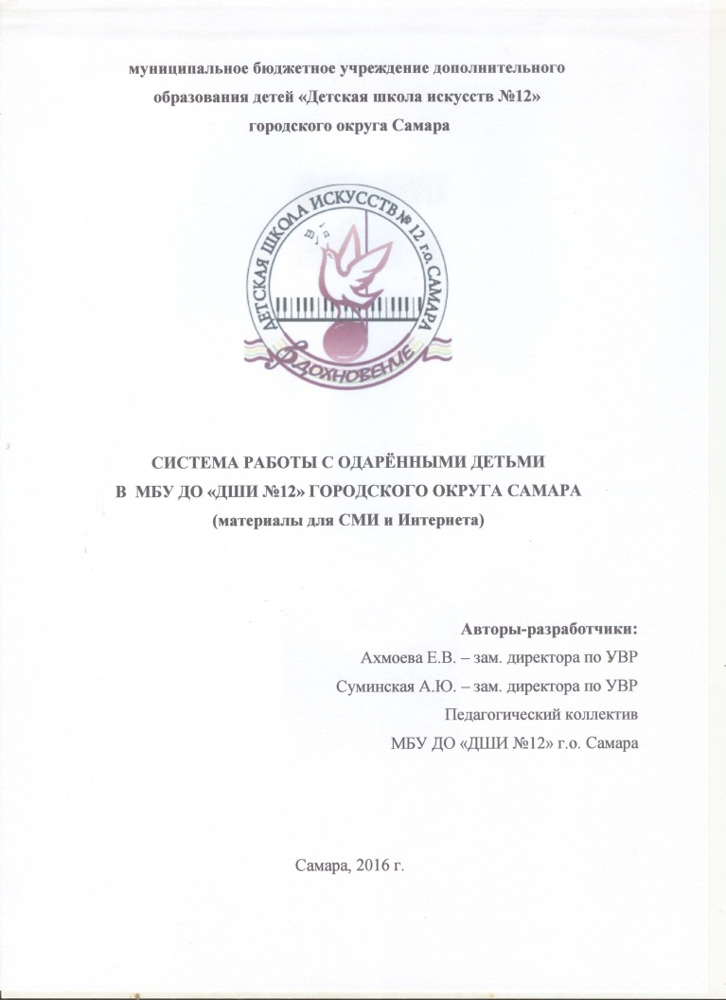 муниципальное бюджетное учреждение дополнительного
образования детей «Детская школа искусств №12»
городского округа Самара
ДЕТСКАЯ ШКОЛА ИСКУССТВ № 12 г.о. САМАРА
Вдохновение
СИСТЕМА РАБОТЫ С ОДАРЁННЫМИ ДЕТЬМИ
В МБУ ДО «ДШИ №12» ГОРОДСКОГО ОКРУГА САМАРА
(материалы для СМИ и Интернета)
Авторы-разработчики:
Ахмоева Е.В. – зам. директора по УВР
Суминская А.Ю. – зам. директора по УВР
Педагогический коллектив
МБУ ДО «ДШИ №12» г.о. Самара
Самара, 2016 г.